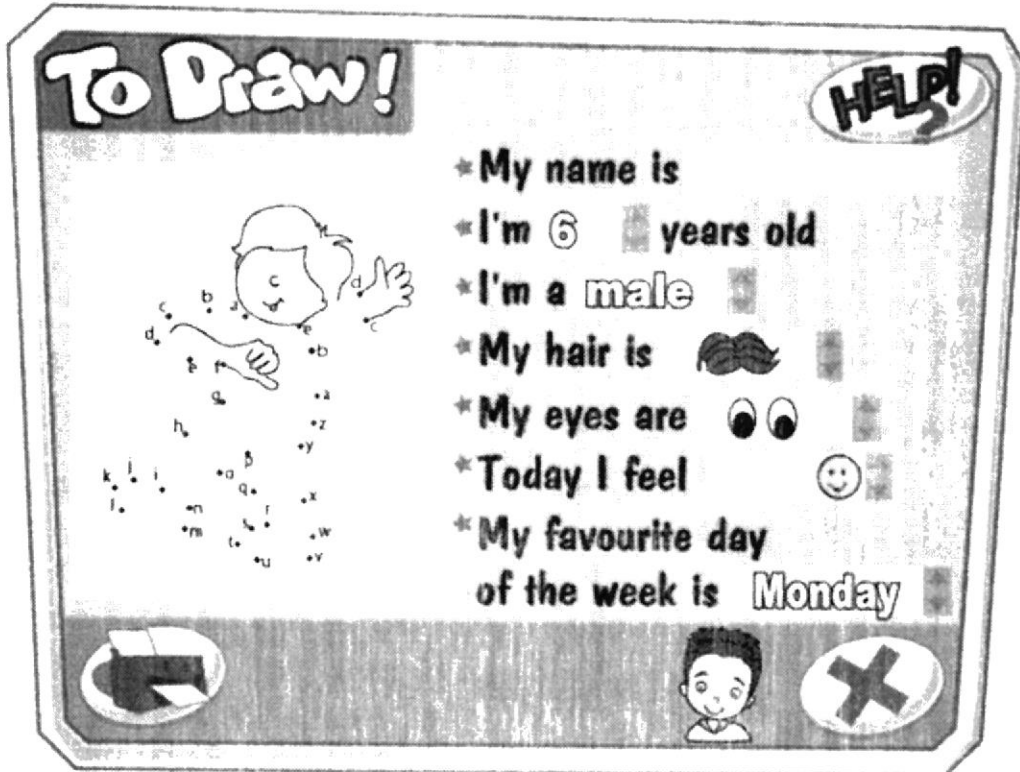 To Draw!
HELP!
?
My name is
I'm 6 years old
I'm a male
My hair is
My eyes are
Today I feel
My favourite day
of the week is Monday
c
b
a
d
e
f
g
h
k
j
i
l
n
m
q
t
u
d
c
e
b
a
z
y
x
w
v